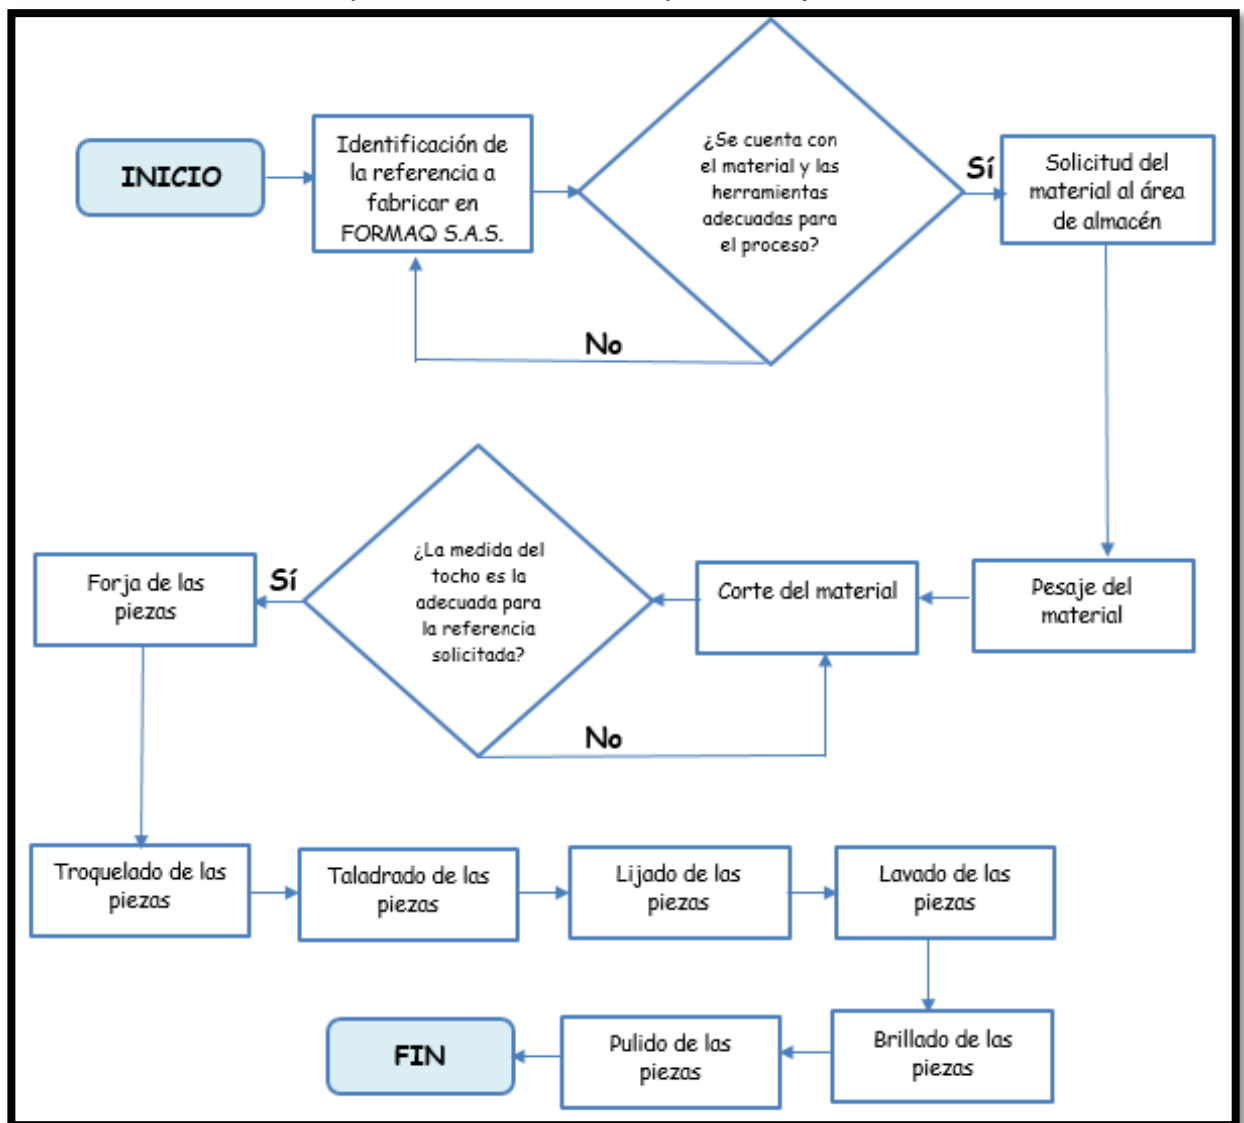 INICIO
Identificación de
la referencia a
fabricar en
FORMAQ S.A.S.
¿Se cuenta con
el material y las
herramientas
adecuadas para
el proceso?
Sí
Solicitud del
material al área
de almacén
No
Pesaje del
material
Corte del material
¿La medida del
tocho es la
adecuada para
la referencia
solicitada?
No
Sí
Forja de las
piezas
Troquelado de las
piezas
Taladrado de las
piezas
Lijado de las
piezas
Lavado de las
piezas
Brillado de las
piezas
Pulido de las
piezas
FIN